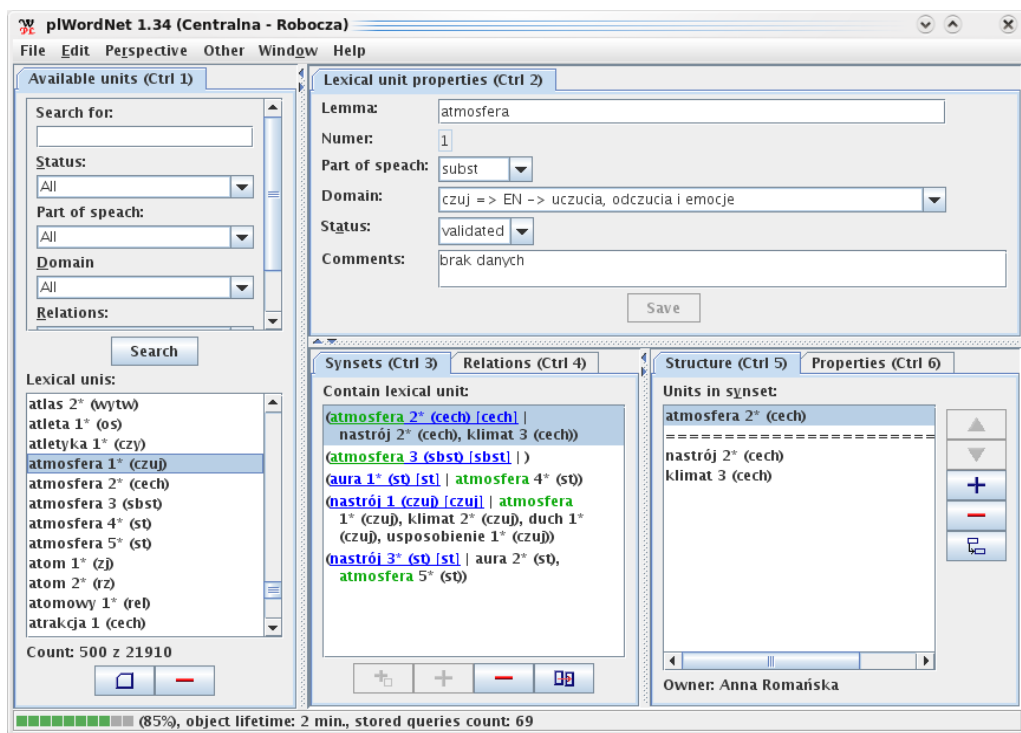 plWordNet 1.34 (Centralna - Robocza)
File Edit Perspective Other Window Help
Available units (Ctrl 1)
Search for:
Status:
All
Part of speach:
All
Domain
All
Relations:
Search
Lexical unis:
atlas 2* (wytw)
atleta 1* (os)
atletyka 1* (czy)
atmosfera 1* (czuj)
atmosfera 2* (cech)
atmosfera 3 (sbst)
atmosfera 4* (st)
atmosfera 5* (st)
atom 1* (zj)
atom 2* (rz)
atomowy 1* (rel)
atrakcja 1 (cech)
Count: 500 z 21910
Lexical unit properties (Ctrl 2)
Lemma: atmosfera
Numer: 1
Part of speach: subst
Domain: czuj => EN -> uczucia, odczucia i emocje
Status: validated
Comments: brak danych
Save
Synsets (Ctrl 3) Relations (Ctrl 4)
Contain lexical unit:
(atmosfera 2* (cech) [cech] |
nastrój 2* (cech), klimat 3 (cech))
(atmosfera 3 (sbst) [sbst] | )
(aura 1* (st) [st] | atmosfera 4* (st))
(nastrój 1 (czuj) [czuj] | atmosfera
1* (czuj), klimat 2* (czuj), duch 1*
(czuj), usposobienie 1* (czuj))
(nastrój 3* (st) [st] | aura 2* (st),
atmosfera 5* (st))
Structure (Ctrl 5) Properties (Ctrl 6)
Units in synset:
atmosfera 2* (cech)
=======================
nastrój 2* (cech)
klimat 3 (cech)
Owner: Anna Romańska
(85%), object lifetime: 2 min., stored queries count: 69